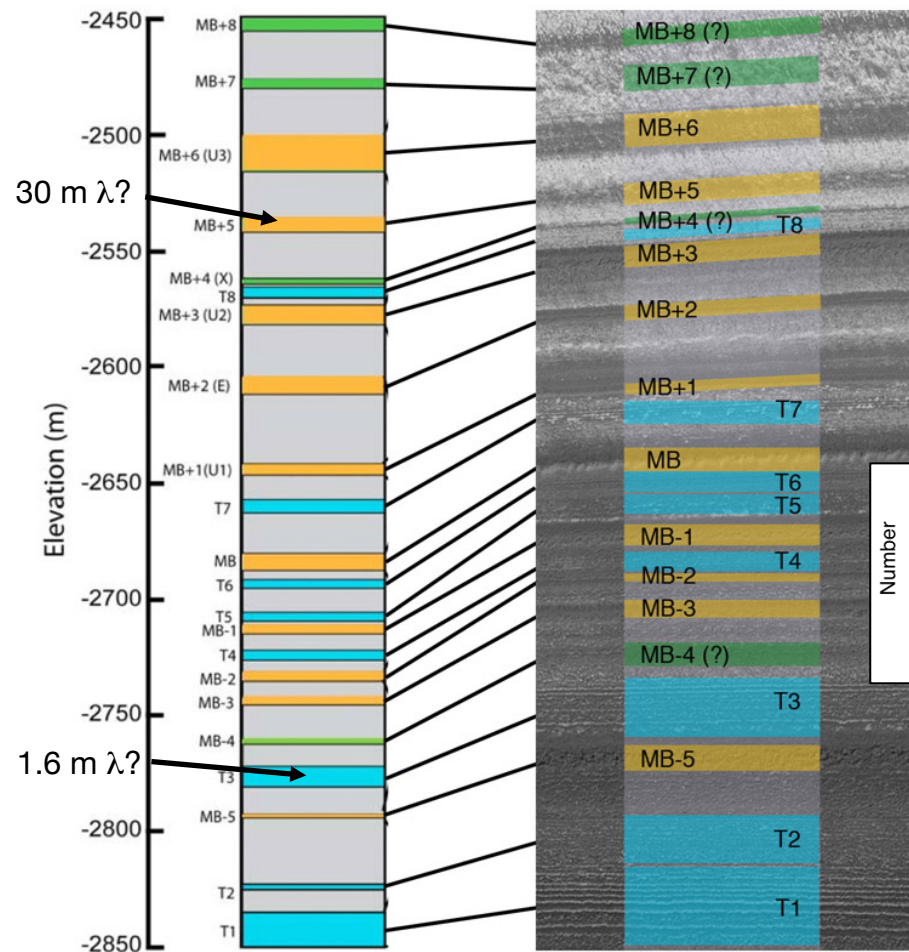 -2450
-2500
-2550
-2600
-2650
-2700
-2750
-2800
-2850
Elevation (m)
30 m λ?
1.6 m λ?
MB+8
MB+7
MB+6 (U3)
MB+5
MB+4 (X)
T8
MB+3 (U2)
MB+2 (E)
MB+1(U1)
T7
MB
T6
T5
MB-1
T4
MB-2
MB-3
MB-4
T3
MB-5
T2
T1
MB+8 (?)
MB+7 (?)
MB+6
MB+5
MB+4 (?)
T8
MB+3
MB+2
MB+1
T7
MB
T6
T5
MB-1
T4
MB-2
MB-3
MB-4 (?)
T3
MB-5
T2
T1
Number